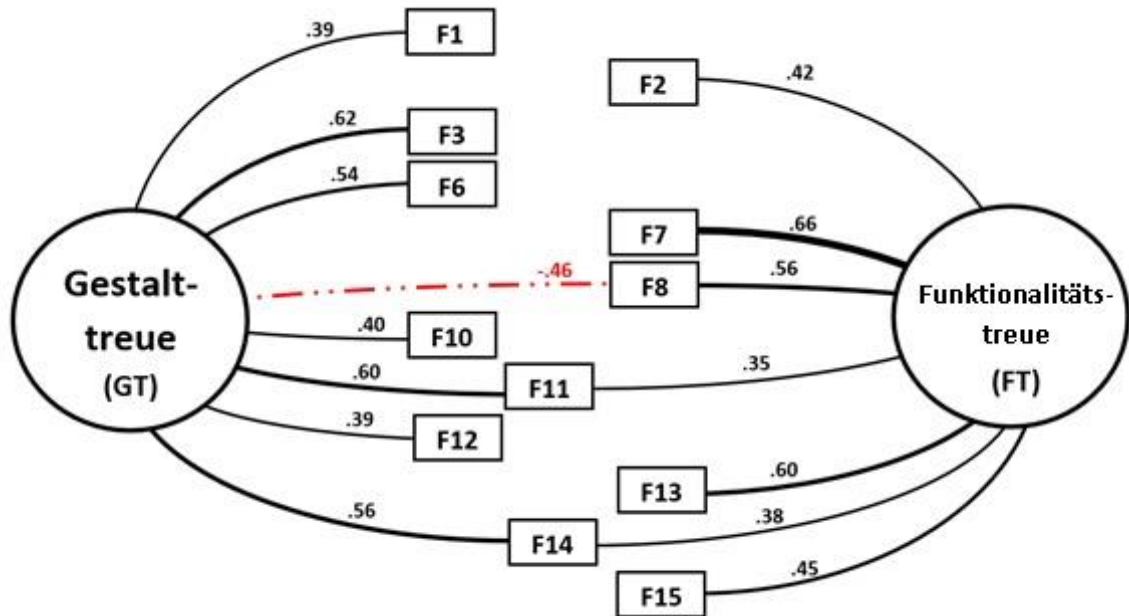 .39
F1
F2
.42
.62
F3
.54
F6
F7
.66
-.46
F8
.56
Gestalt-
treue
(GT)
Funktionalitäts-
treue
(FT)
.40
F10
.60
F11
.35
.39
F12
F13
.60
.56
F14
.38
F15
.45